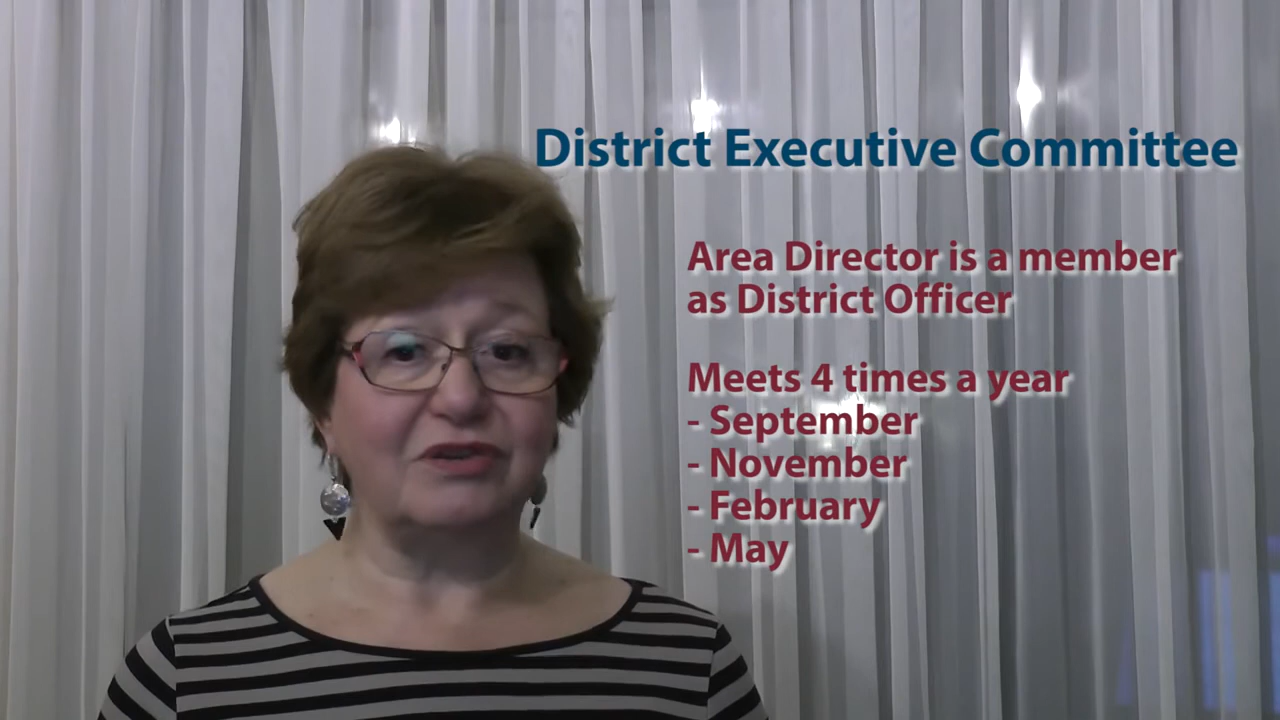 District Executive Committee
Area Director is a member
as District Officer
Meets 4 times a year
- September
- November
- February
- May